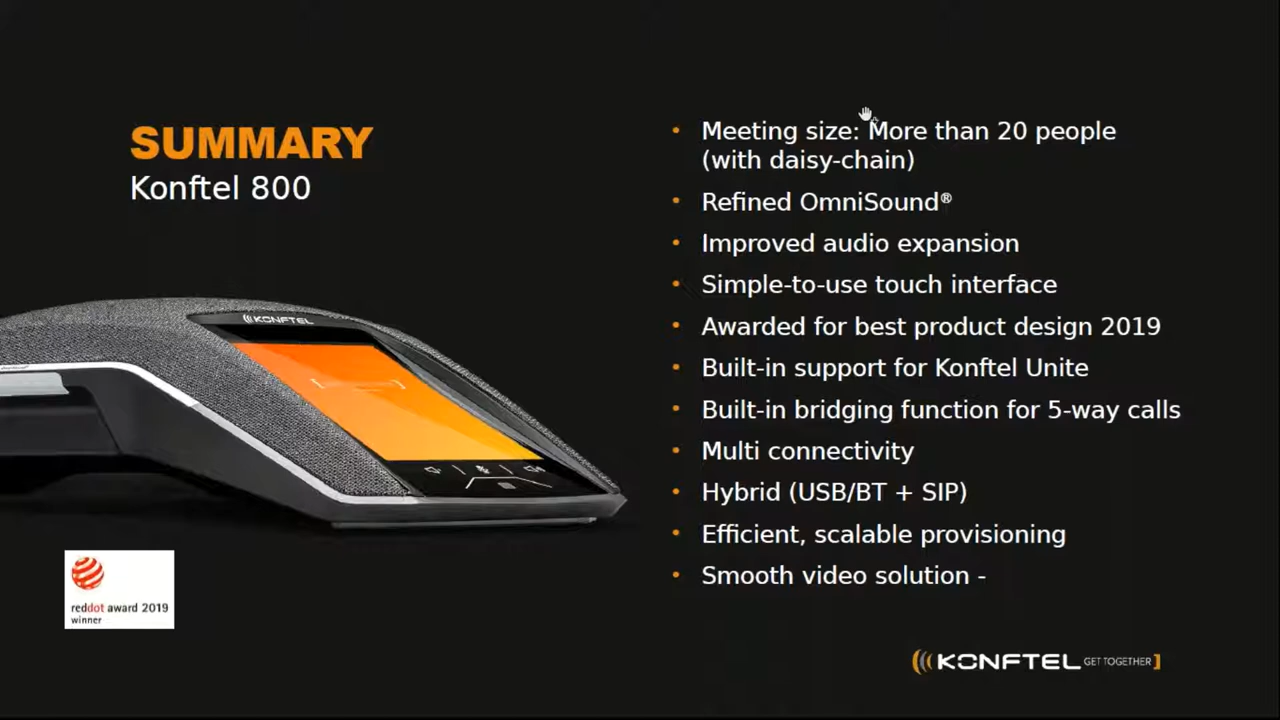 SUMMARY
Konftel 800
• Meeting size: More than 20 people
(with daisy-chain)
• Refined OmniSound®
• Improved audio expansion
• Simple-to-use touch interface
• Awarded for best product design 2019
• Built-in support for Konftel Unite
• Built-in bridging function for 5-way calls
• Multi connectivity
• Hybrid (USB/BT + SIP)
• Efficient, scalable provisioning
• Smooth video solution -
KONFTEL
reddot award 2019
winner
KONFTEL GET TOGETHER